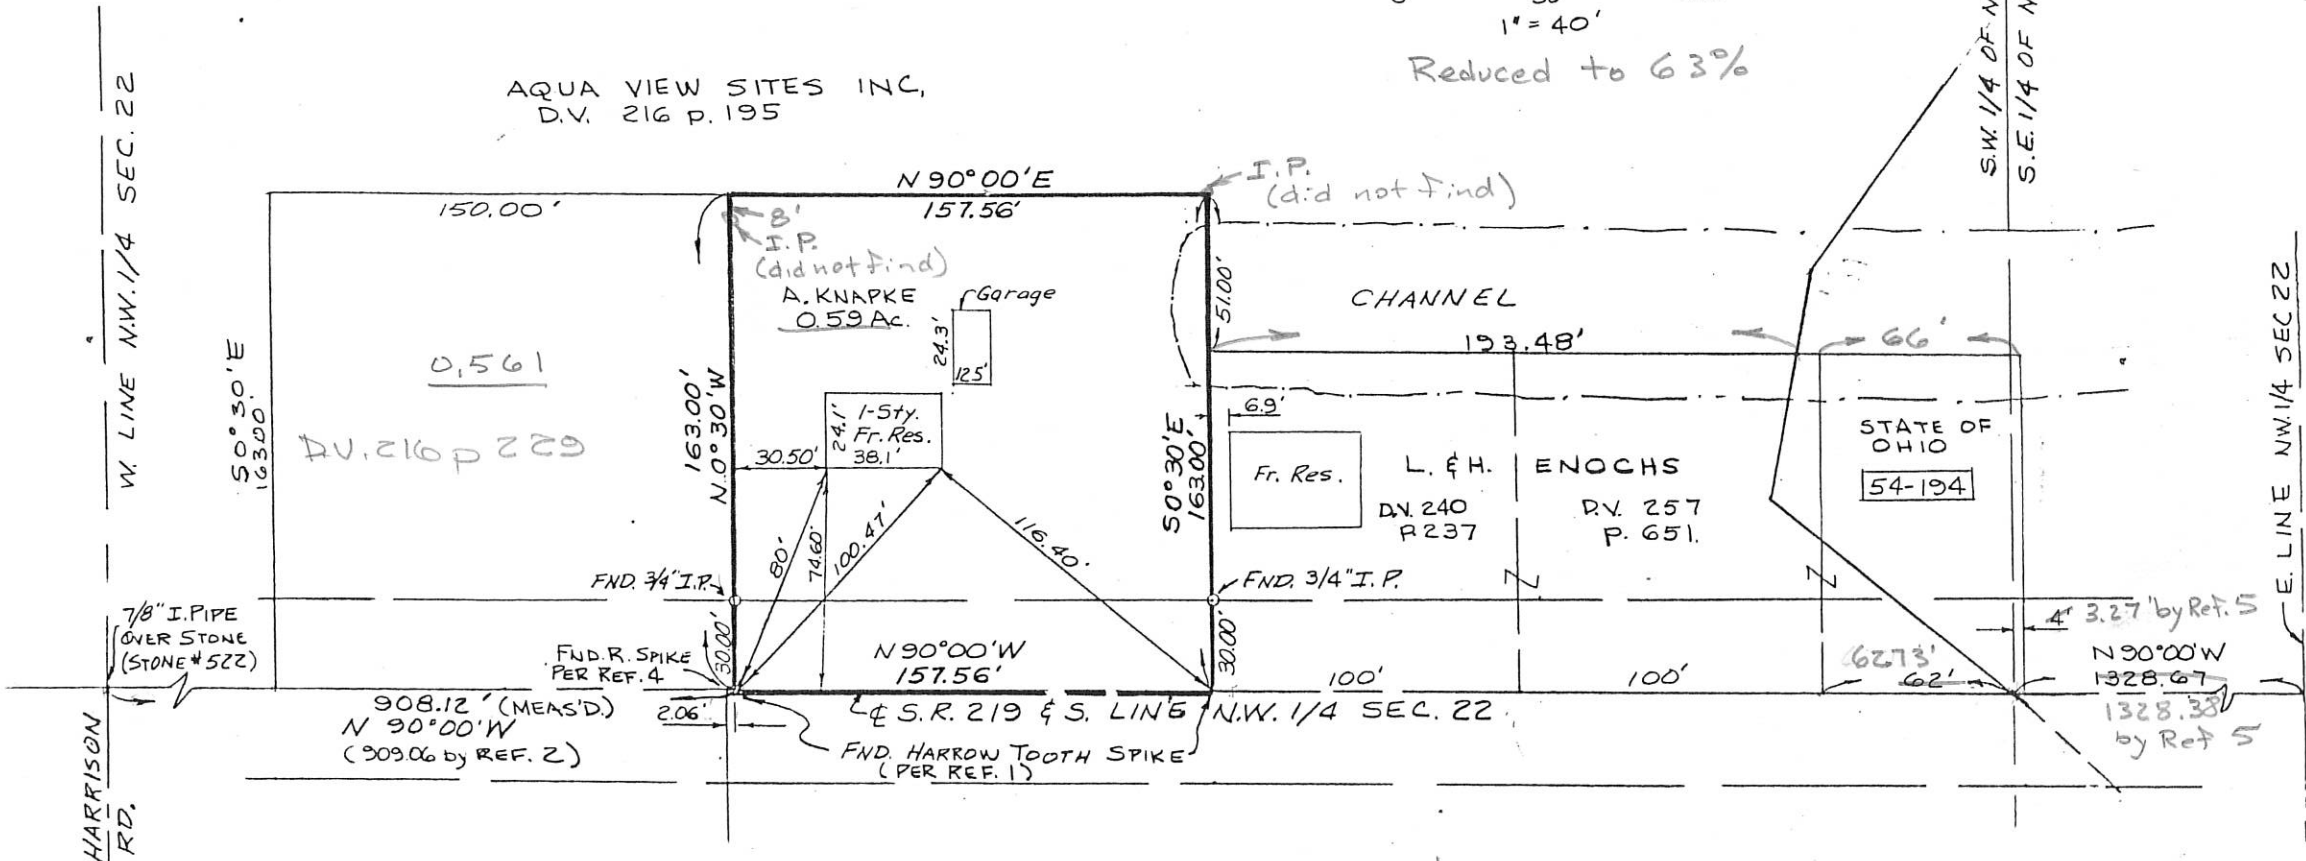 1" = 40'
Reduced to 63%
AQUA VIEW SITES INC,
D.V. 216 p. 195
W. LINE N.W. 1/4 SEC. 22
S.W. 1/4 OF N
S.E. 1/4 OF N
N 90° 00' E
157.56'
150.00'
8'
I.P.
(did not find)
I.P.
(did not find)
A. KNAPKE
0.59 Ac.
Garage
24.3'
12.5'
51.00'
CHANNEL
193.48'
66'
0.561
D.V. 216 p 229
S 0° 30' E
163.00'
163.00'
N. 0° 30' W
1-Sty.
Fr. Res.
24.1'
38.1'
30.50'
80'
74.60'
100.47'
116.40'
S 0° 30' E
163.00'
6.9'
Fr. Res.
L. & H. ENOCHS
D.V. 240
P. 237
D.V. 257
P. 651.
STATE OF
OHIO
54-194
E. LINE NW. 1/4 SEC 22
FND. 3/4" I.P.
FND. 3/4" I.P.
7/8" I. PIPE
OVER STONE
(STONE # 522)
FND. R. SPIKE
PER REF. 4
30.00'
30.00'
N 90° 00' W
157.56'
100'
100'
62.73'
62'
4' 3.27' by Ref. 5
N 90° 00' W
1328.67
1328.38
by Ref 5
908.12' (MEAS'D.)
N 90° 00' W
(909.06 by REF. 2)
2.06'
℄ S.R. 219 & S. LINE N.W. 1/4 SEC. 22
FND. HARROW TOOTH SPIKE
(PER REF. 1)
HARRISON
RD.